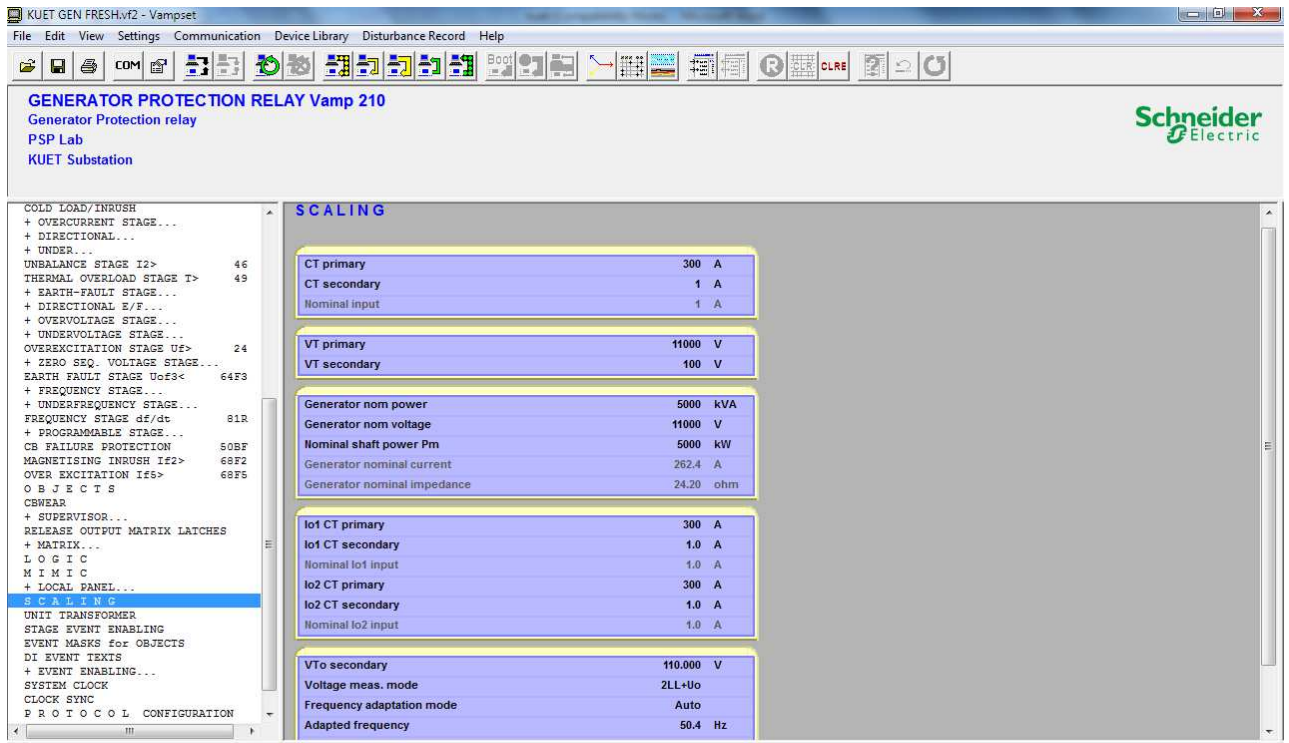 KUET GEN FRESH.vf2 - Vampset
File Edit View Settings Communication Device Library Disturbance Record Help
COM Boot R CLR CLRE
GENERATOR PROTECTION RELAY Vamp 210
Generator Protection relay
PSP Lab
KUET Substation
Schneider
Electric
COLD LOAD/INRUSH
+ OVERCURRENT STAGE...
+ DIRECTIONAL...
+ UNDER...
UNBALANCE STAGE I2> 46
THERMAL OVERLOAD STAGE T> 49
+ EARTH-FAULT STAGE...
+ DIRECTIONAL E/F...
+ OVERVOLTAGE STAGE...
+ UNDERVOLTAGE STAGE...
OVEREXCITATION STAGE Uf> 24
+ ZERO SEQ. VOLTAGE STAGE...
EARTH FAULT STAGE Uof3< 64F3
+ FREQUENCY STAGE...
+ UNDERFREQUENCY STAGE...
FREQUENCY STAGE df/dt 81R
+ PROGRAMMABLE STAGE...
CB FAILURE PROTECTION 50BF
MAGNETISING INRUSH If2> 68F2
OVER EXCITATION If5> 68F5
O B J E C T S
CBWEAR
+ SUPERVISOR...
RELEASE OUTPUT MATRIX LATCHES
+ MATRIX...
L O G I C
M I M I C
+ LOCAL PANEL...
S C A L I N G
UNIT TRANSFORMER
STAGE EVENT ENABLING
EVENT MASKS for OBJECTS
DI EVENT TEXTS
+ EVENT ENABLING...
SYSTEM CLOCK
CLOCK SYNC
P R O T O C O L CONFIGURATION
S C A L I N G
CT primary 300 A
CT secondary 1 A
Nominal input 1 A
VT primary 11000 V
VT secondary 100 V
Generator nom power 5000 kVA
Generator nom voltage 11000 V
Nominal shaft power Pm 5000 kW
Generator nominal current 262.4 A
Generator nominal impedance 24.20 ohm
Io1 CT primary 300 A
Io1 CT secondary 1.0 A
Nominal Io1 input 1.0 A
Io2 CT primary 300 A
Io2 CT secondary 1.0 A
Nominal Io2 input 1.0 A
VTo secondary 110.000 V
Voltage meas. mode 2LL+Uo
Frequency adaptation mode Auto
Adapted frequency 50.4 Hz